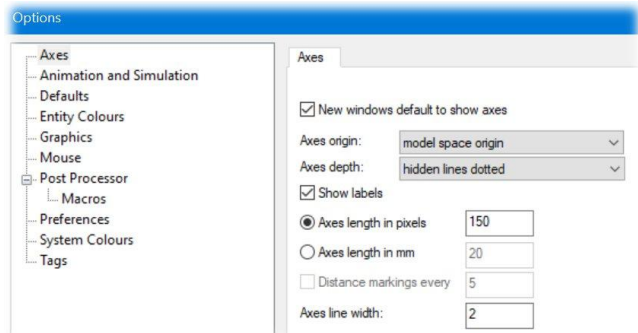 Options
Axes
Animation and Simulation
Defaults
Entity Colours
Graphics
Mouse
Post Processor
Macros
Preferences
System Colours
Tags
Axes
New windows default to show axes
Axes origin: model space origin
Axes depth: hidden lines dotted
Show labels
Axes length in pixels 150
Axes length in mm 20
Distance markings every 5
Axes line width: 2